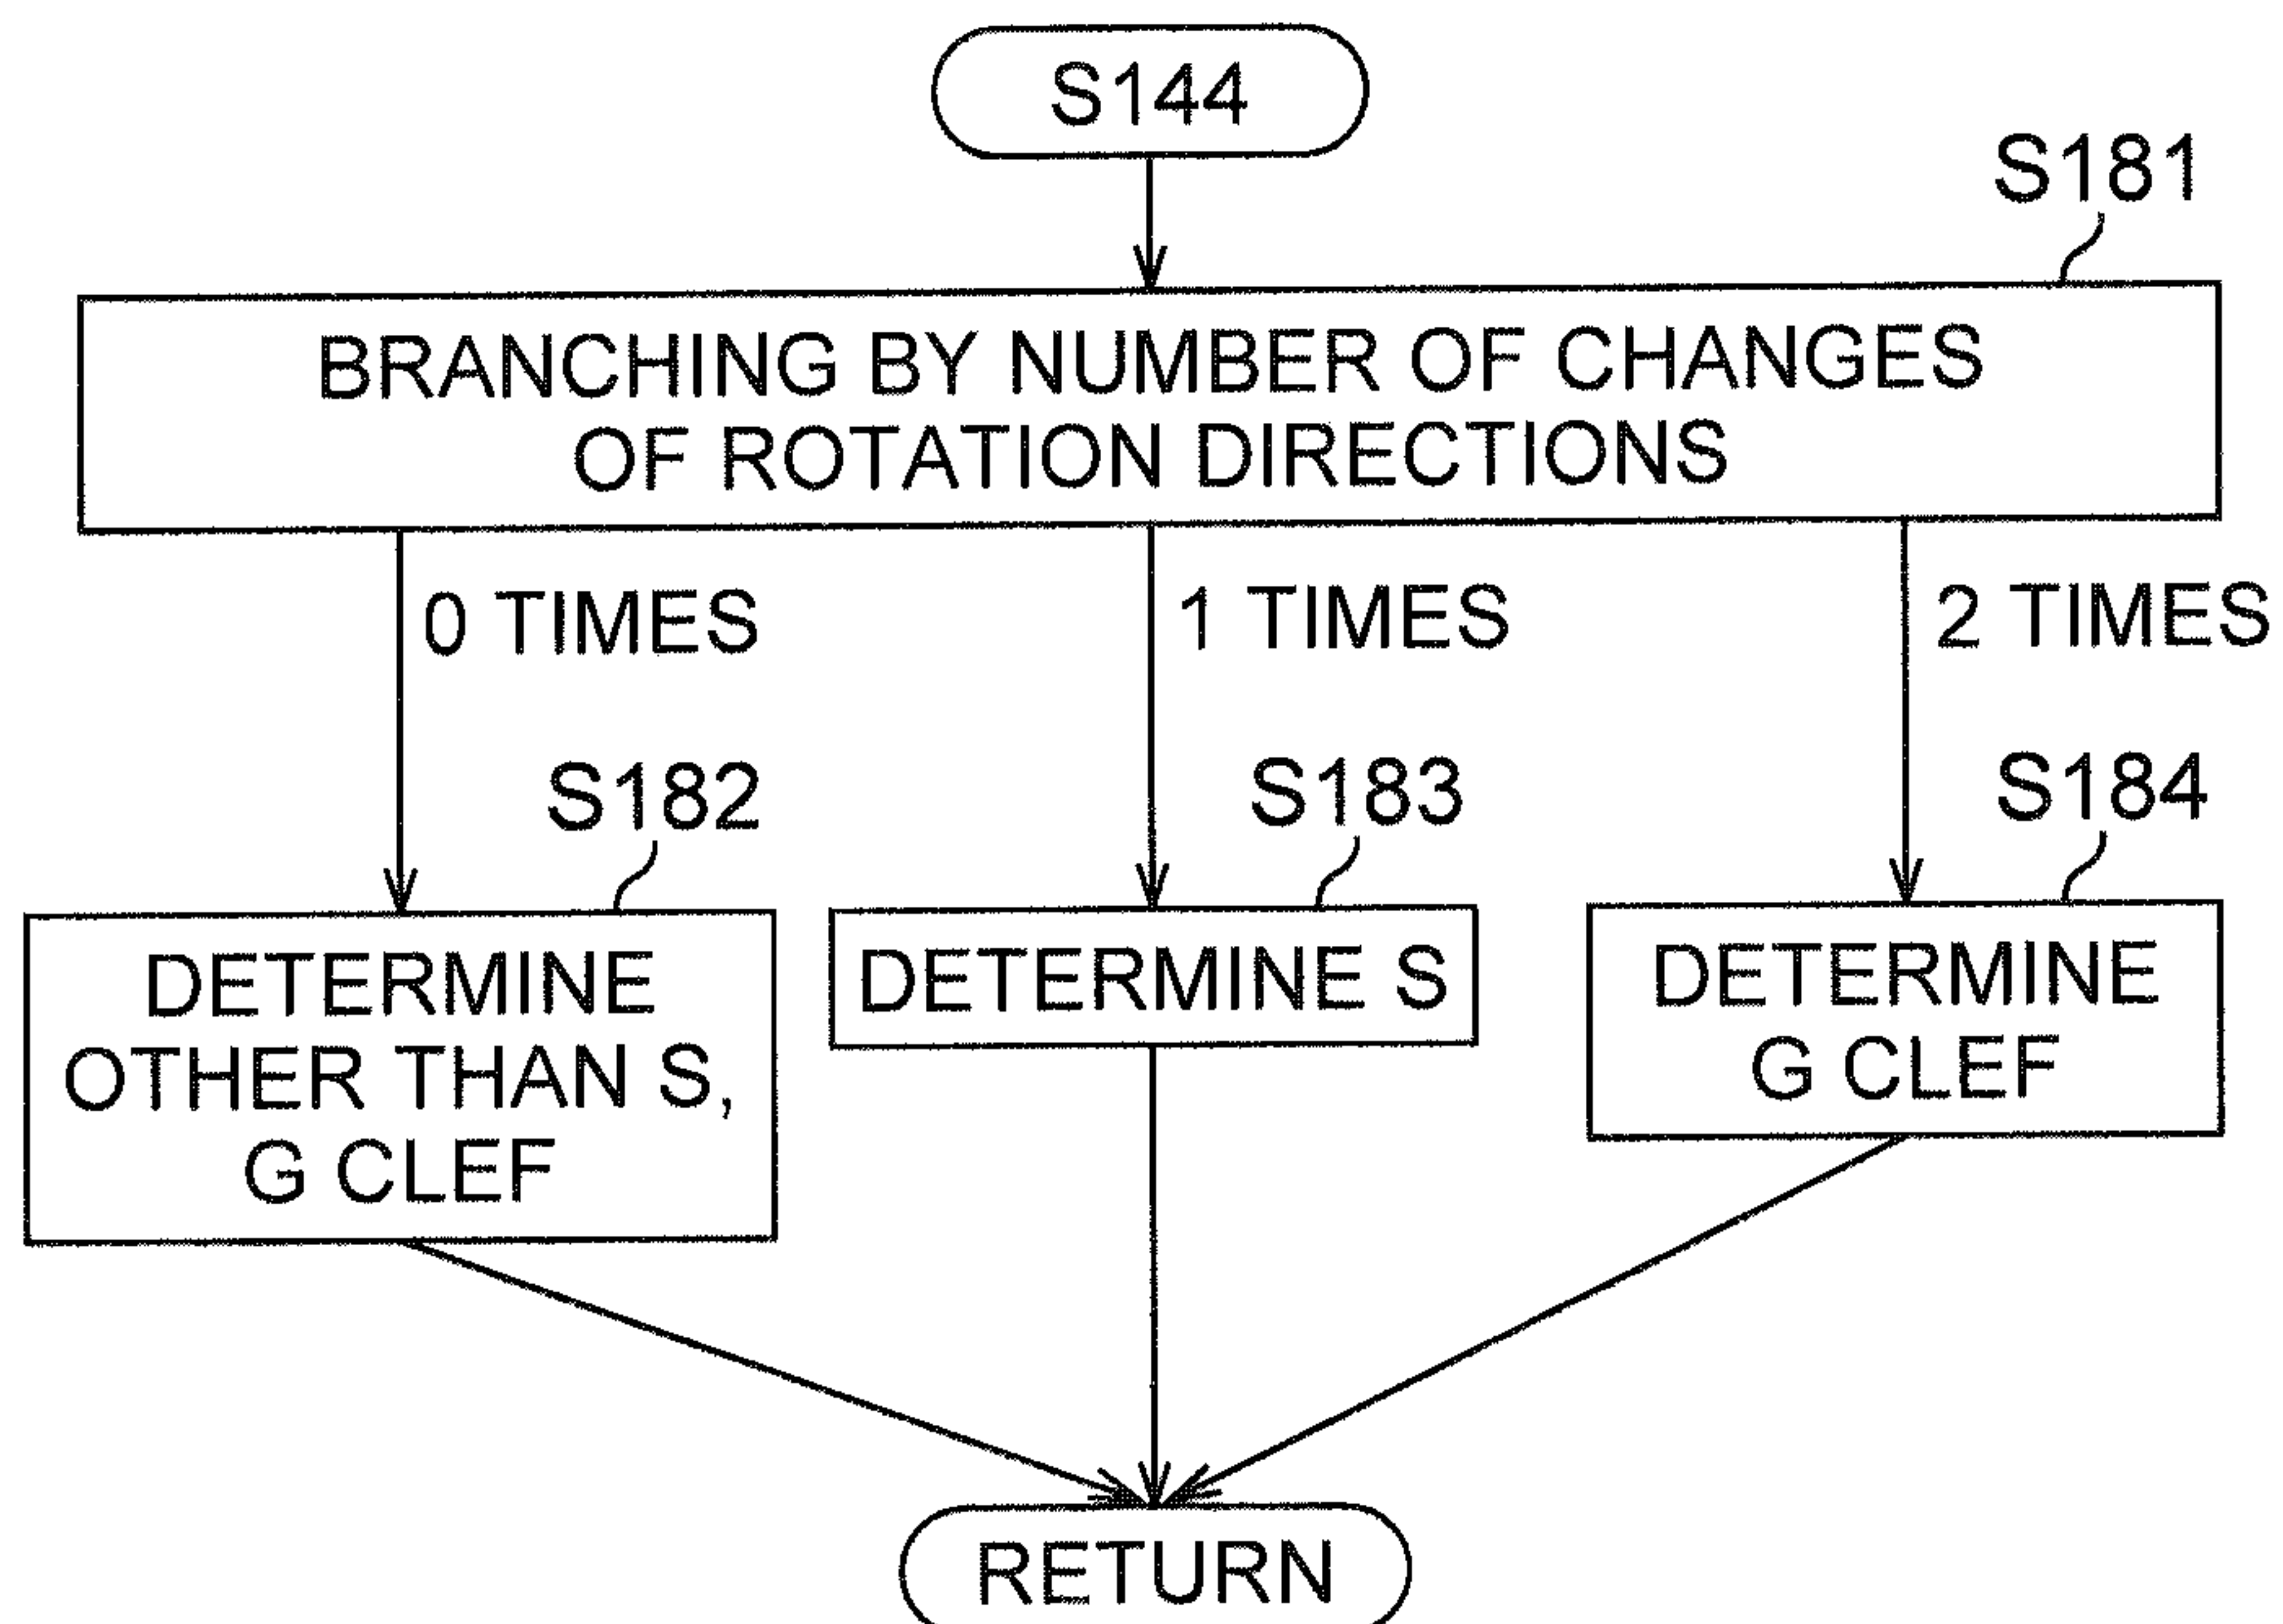 S144
S181
BRANCHING BY NUMBER OF CHANGES
OF ROTATION DIRECTIONS
0 TIMES
1 TIMES
2 TIMES
S182
S183
S184
DETERMINE
OTHER THAN S,
G CLEF
DETERMINE S
DETERMINE
G CLEF
RETURN